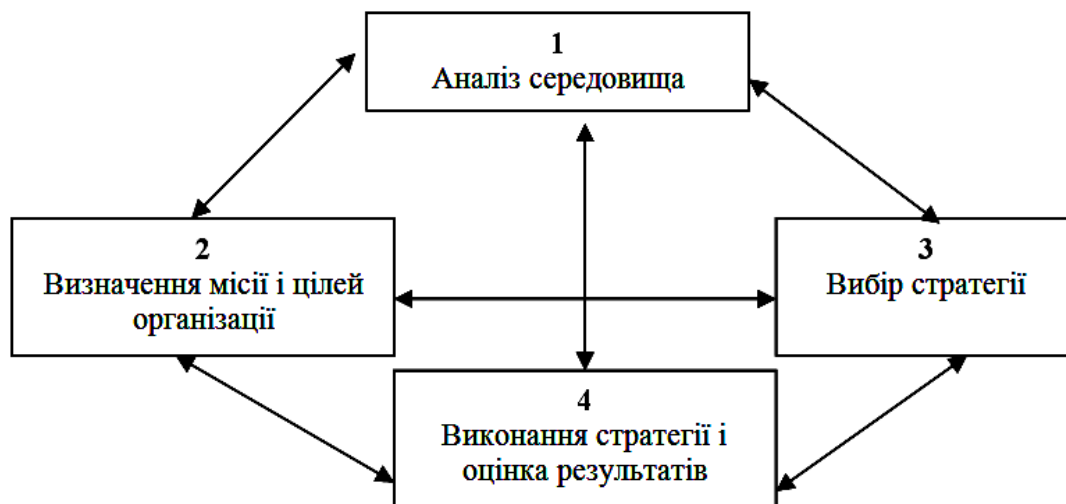 1
Аналіз середовища
2
Визначення місії і цілей
організації
3
Вибір стратегії
4
Виконання стратегії і
оцінка результатів